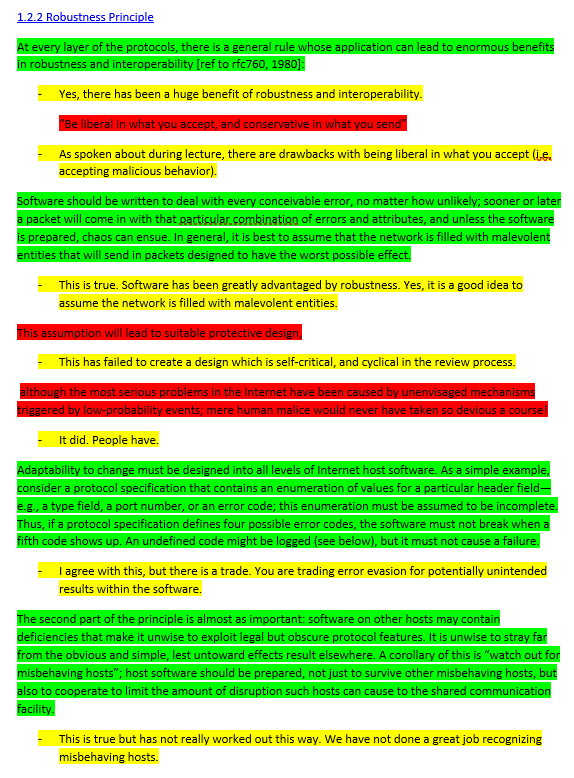 1.2.2 Robustness Principle
At every layer of the protocols, there is a general rule whose application can lead to enormous benefits
in robustness and interoperability [ref to rfc760, 1980]:
- Yes, there has been a huge benefit of robustness and interoperability.
"Be liberal in what you accept, and conservative in what you send"
- As spoken about during lecture, there are drawbacks with being liberal in what you accept (i.e.
accepting malicious behavior).
Software should be written to deal with every conceivable error, no matter how unlikely; sooner or later
a packet will come in with that particular combination of errors and attributes, and unless the software
is prepared, chaos can ensue. In general, it is best to assume that the network is filled with malevolent
entities that will send in packets designed to have the worst possible effect.
- This is true. Software has been greatly advantaged by robustness. Yes, it is a good idea to
assume the network is filled with malevolent entities.
This assumption will lead to suitable protective design,
- This has failed to create a design which is self-critical, and cyclical in the review process.
although the most serious problems in the Internet have been caused by unenvisaged mechanisms
triggered by low-probability events; mere human malice would never have taken so devious a course!
- It did. People have.
Adaptability to change must be designed into all levels of Internet host software. As a simple example,
consider a protocol specification that contains an enumeration of values for a particular header field—
e.g., a type field, a port number, or an error code; this enumeration must be assumed to be incomplete.
Thus, if a protocol specification defines four possible error codes, the software must not break when a
fifth code shows up. An undefined code might be logged (see below), but it must not cause a failure.
- I agree with this, but there is a trade. You are trading error evasion for potentially unintended
results within the software.
The second part of the principle is almost as important: software on other hosts may contain
deficiencies that make it unwise to exploit legal but obscure protocol features. It is unwise to stray far
from the obvious and simple, lest untoward effects result elsewhere. A corollary of this is "watch out for
misbehaving hosts"; host software should be prepared, not just to survive other misbehaving hosts, but
also to cooperate to limit the amount of disruption such hosts can cause to the shared communication
facility.
- This is true but has not really worked out this way. We have not done a great job recognizing
misbehaving hosts.